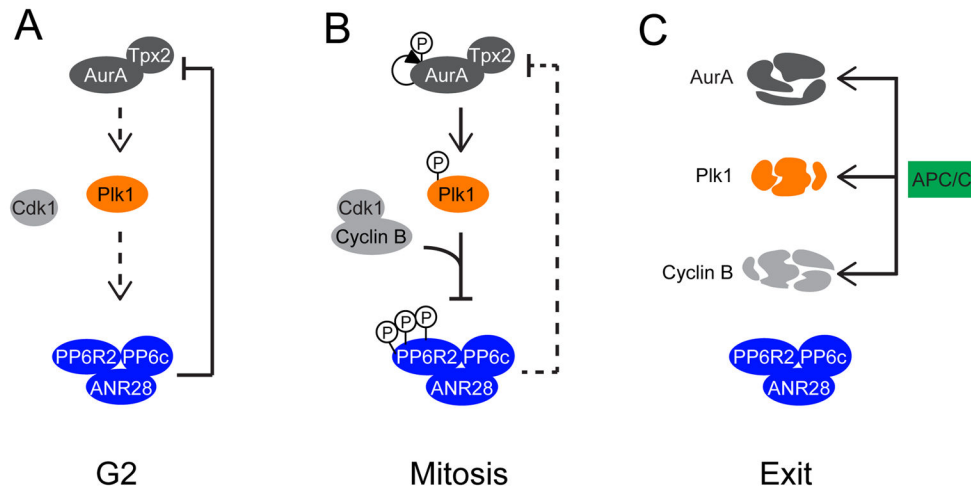 A
Tpx2
AurA
Plk1
Cdk1
PP6R2 PP6c
ANR28
G2
B
P
Tpx2
AurA
P
Plk1
Cdk1
Cyclin B
P P P
PP6R2 PP6c
ANR28
Mitosis
C
AurA
Plk1
APC/C
Cyclin B
PP6R2 PP6c
ANR28
Exit